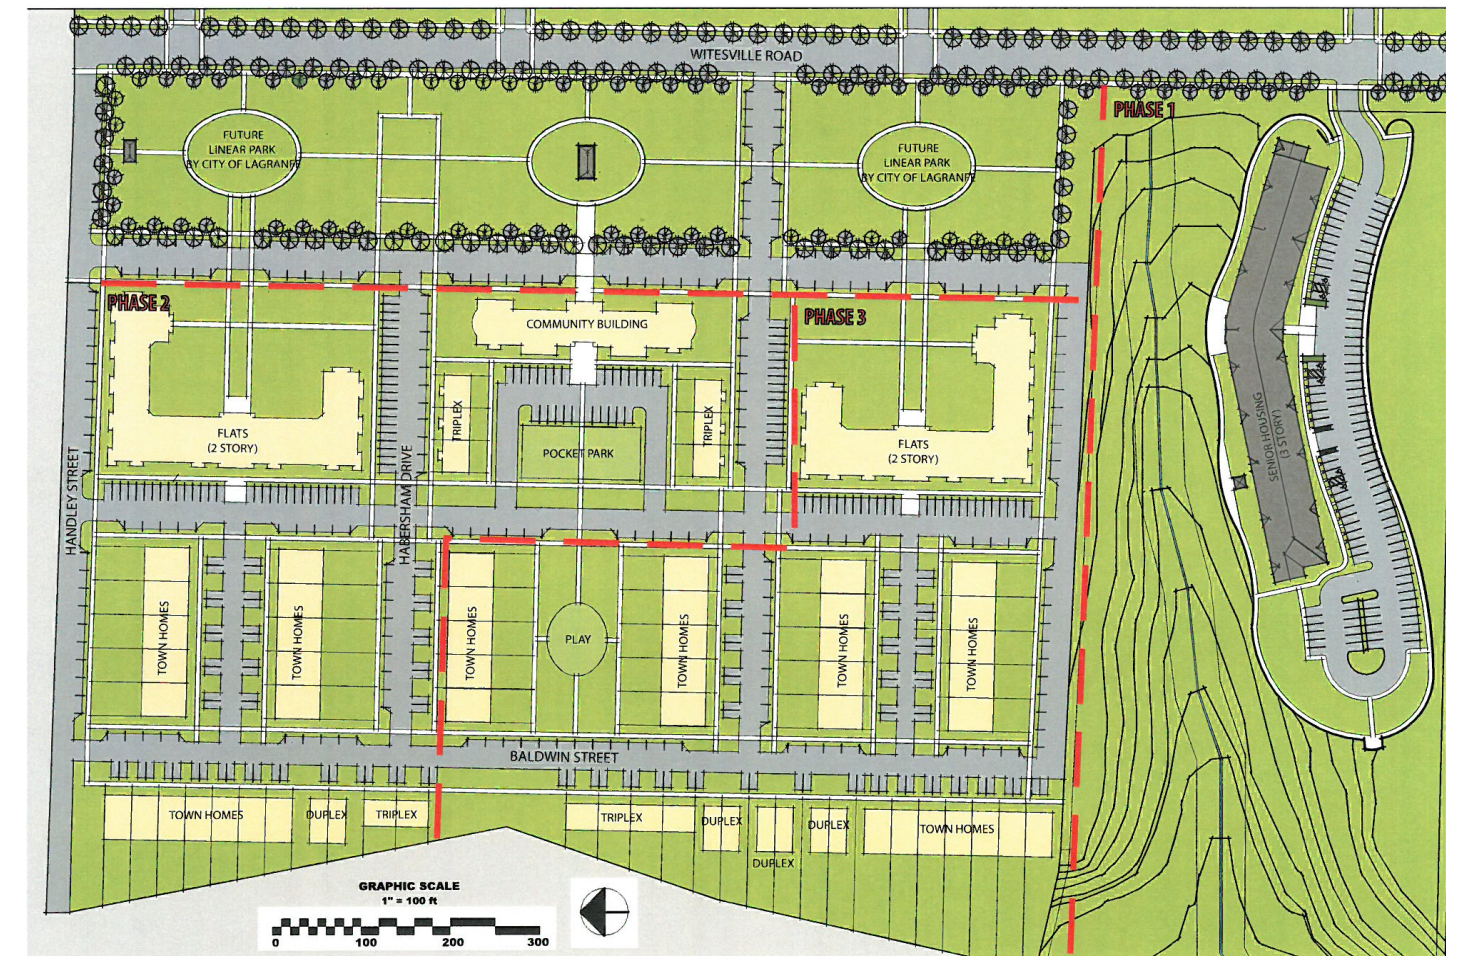 WITESVILLE ROAD
PHASE 1
FUTURE
LINEAR PARK
BY CITY OF LAGRANFE
FUTURE
LINEAR PARK
BY CITY OF LAGRANFE
PHASE 2
COMMUNITY BUILDING
PHASE 3
TRIPLEX
TRIPLEX
FLATS
(2 STORY)
POCKET PARK
FLATS
(2 STORY)
SENIOR HOUSING
(3 STORY)
HANDLEY STREET
HABERSHAM DRIVE
TOWN HOMES
TOWN HOMES
TOWN HOMES
PLAY
TOWN HOMES
TOWN HOMES
TOWN HOMES
BALDWIN STREET
TOWN HOMES
DUPLEX
TRIPLEX
TRIPLEX
DUPLEX
DUPLEX
DUPLEX
TOWN HOMES
GRAPHIC SCALE
1" = 100 ft
0 100 200 300